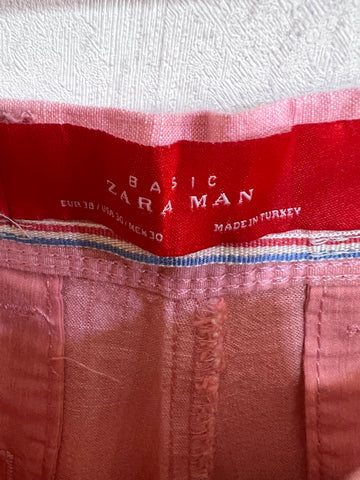 BASIC
ZARA MAN
EUR 38 / USA 30 / MEX 30
MADE IN TURKEY